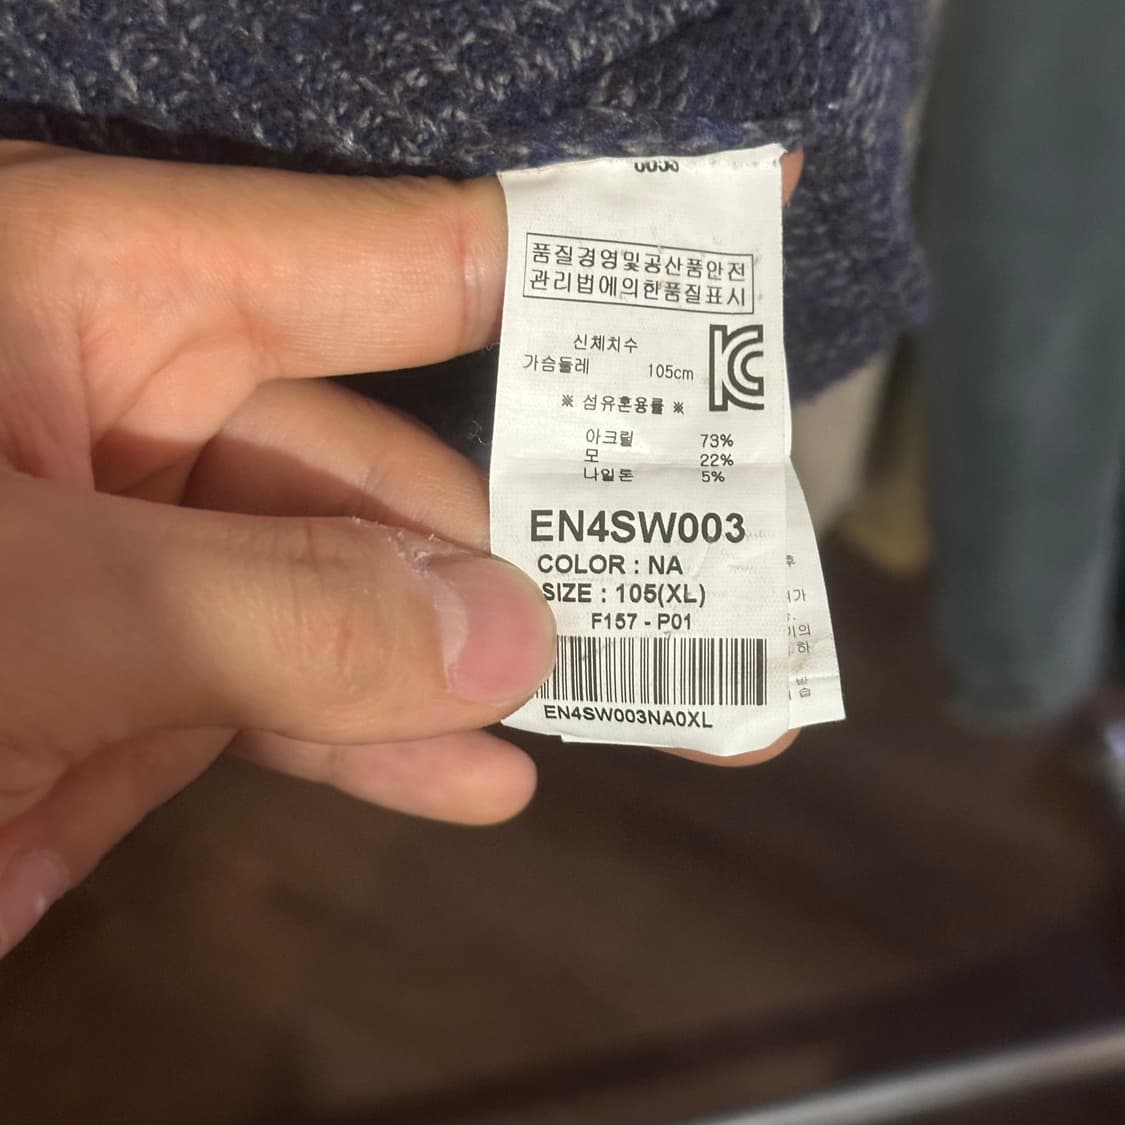 품질경영및공산품안전
관리법에의한품질표시
신체치수
가슴둘레 105cm
※ 섬유혼용률 ※
아크릴 73%
모 22%
나일론 5%
EN4SW003
COLOR : NA
SIZE : 105(XL)
F157 - P01
EN4SW003NA0XL